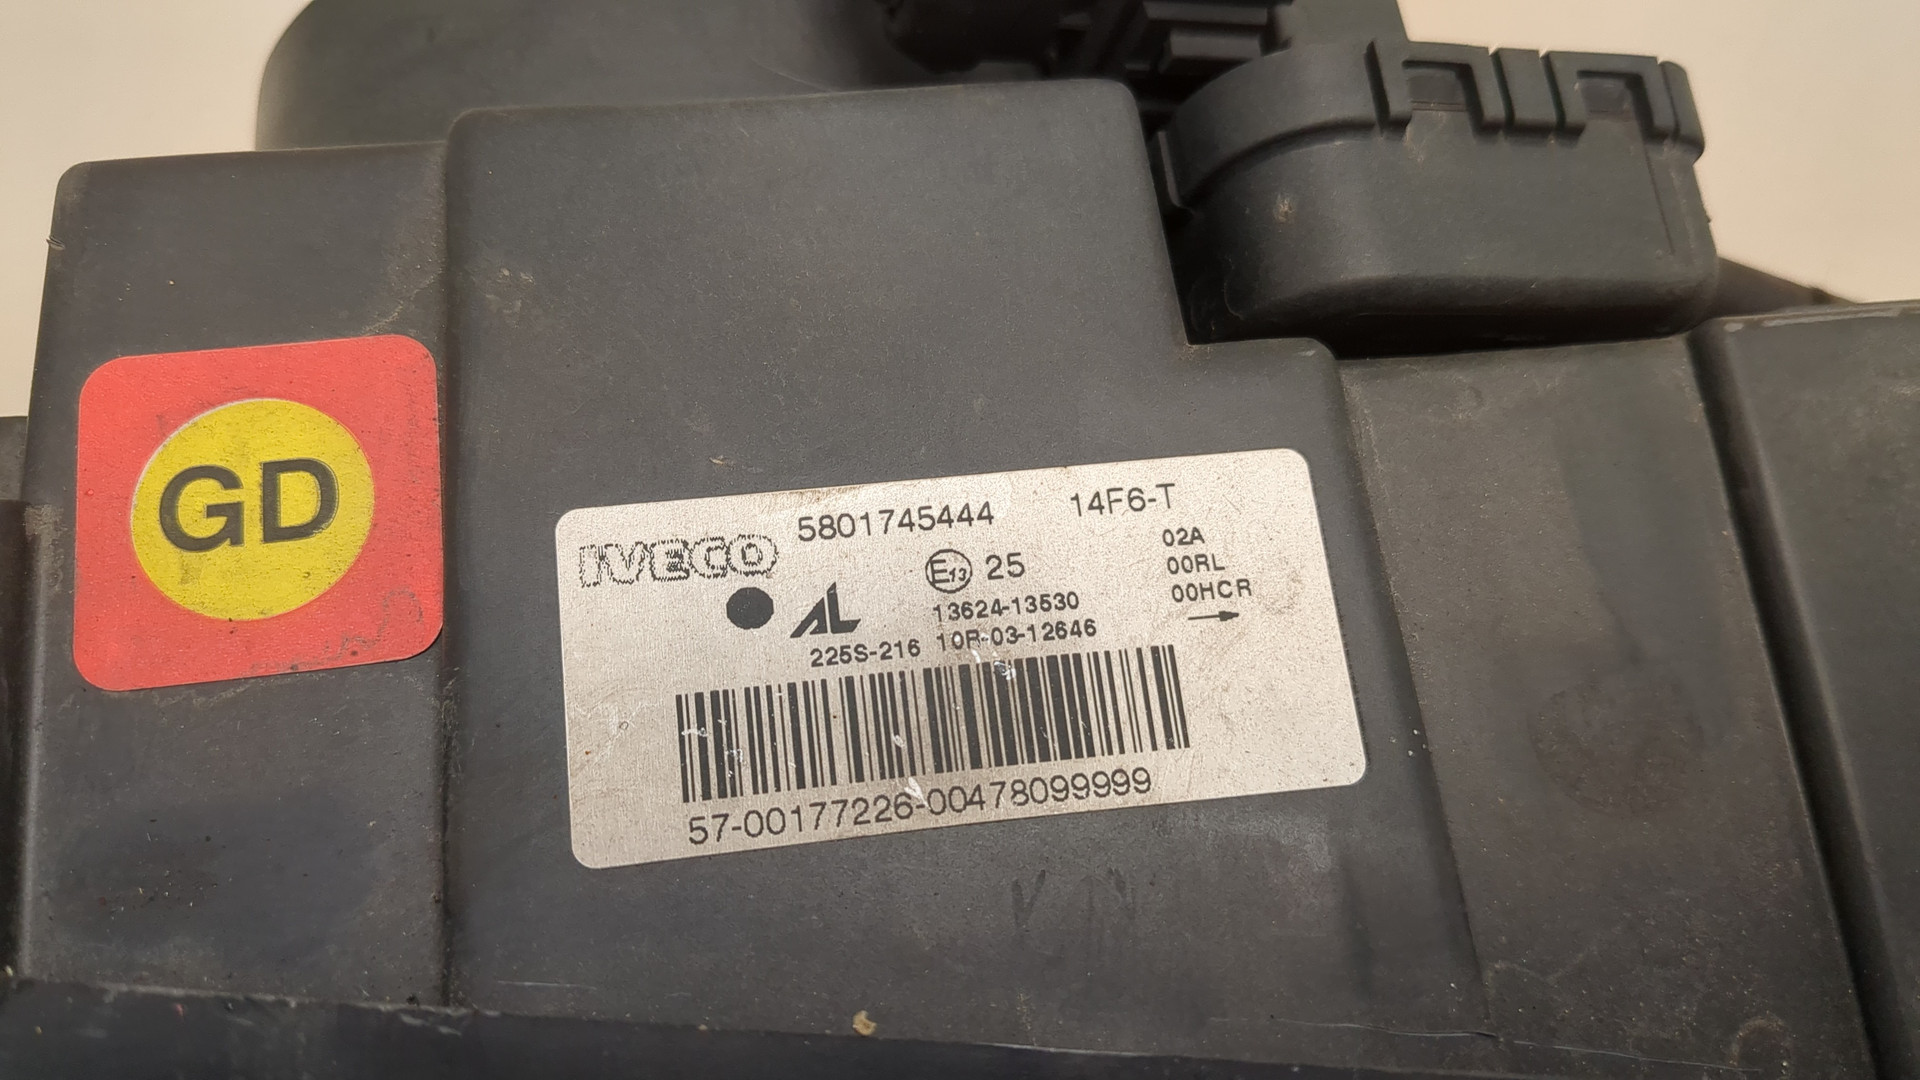 GD
5801745444 14F6-T
IVECO
E13 25
02A
00RL
00HCR
AL
13624-13530
225S-216 10R-03-12646
57-00177226-00478099999